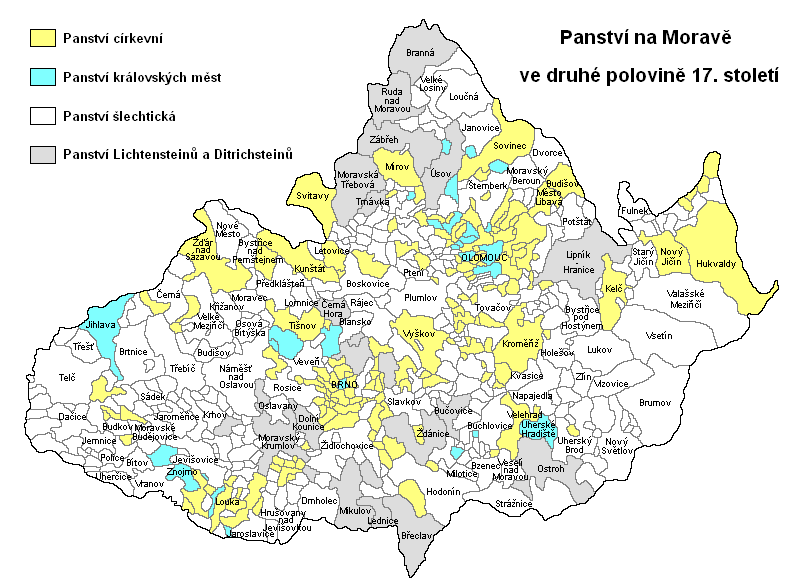 Panství na Moravě
ve druhé polovině 17. století
Panství církevní
Panství královských měst
Panství šlechtická
Panství Lichtensteinů a Ditrichsteinů
Branná
Velké
Losiny
Loučná
Ruda
nad
Moravou
Zábřeh
Janovice
Sovinec
Dvorce
Mírov
Úsov
Moravská
Třebová
Trnávka
Svitavy
Šternberk
Moravský
Beroun
Budišov
Město
Libavá
Potštát
Fulnek
Nové
Město
Žďár
nad
Sázavou
Bystřice
nad
Pernštejnem
Letovice
Kunštát
OLOMOUC
Lipník
Hranice
Starý
Jičín
Nový
Jičín
Hukvaldy
Ptení
Předklášteří
Boskovice
Kelč
Valašské
Meziříčí
Černá
Moravec
Křižanov
Lomnice
Černá
Hora
Rájec
Plumlov
Tovačov
Bystřice
pod
Hostýnem
Jihlava
Velké
Meziříčí
Osová
Bítýška
Tišnov
Blansko
Vyškov
Kroměříž
Holešov
Vsetín
Třešť
Brtnice
Budišov
Veveří
Lukov
Telč
Třebíč
Náměšť
nad
Oslavou
Rosice
BRNO
Kvasice
Zlín
Vizovice
Sádek
Oslavany
Slavkov
Bučovice
Napajedla
Brumov
Dačice
Jaroměřice
Krhov
Dolní
Kounice
Velehrad
Budkov
Moravské
Budějovice
Ždánice
Buchlovice
Uherské
Hradiště
Jemnice
Moravský
Krumlov
Židlochovice
Uherský
Brod
Nový
Světlov
Police
Bítov
Jevišovice
Bzenec
Veselí
nad
Moravou
Ostroh
Uherčice
Vranov
Znojmo
Milotice
Hodonín
Strážnice
Louka
Drnholec
Hrušovany
nad
Jevišovkou
Mikulov
Lednice
Jaroslavice
Břeclav